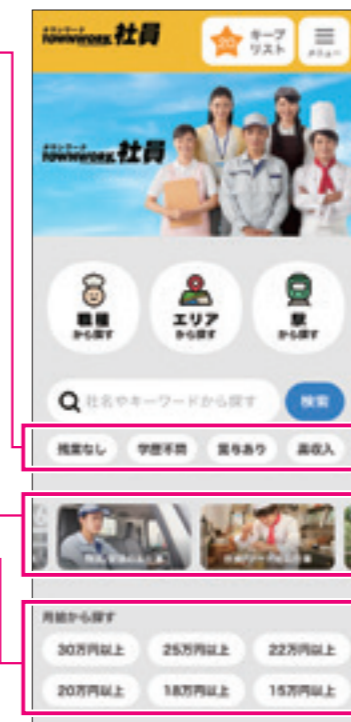 タウンワーク
TOWNWORK 社員
20
キープ
リスト
メニュー
タウンワーク
TOWNWORK 社員
職種
から探す
エリア
から探す
駅
から探す
社名やキーワードから探す
検索
残業なし
学歴不問
賞与あり
高収入
月給から探す
30万円以上
25万円以上
22万円以上
20万円以上
18万円以上
15万円以上